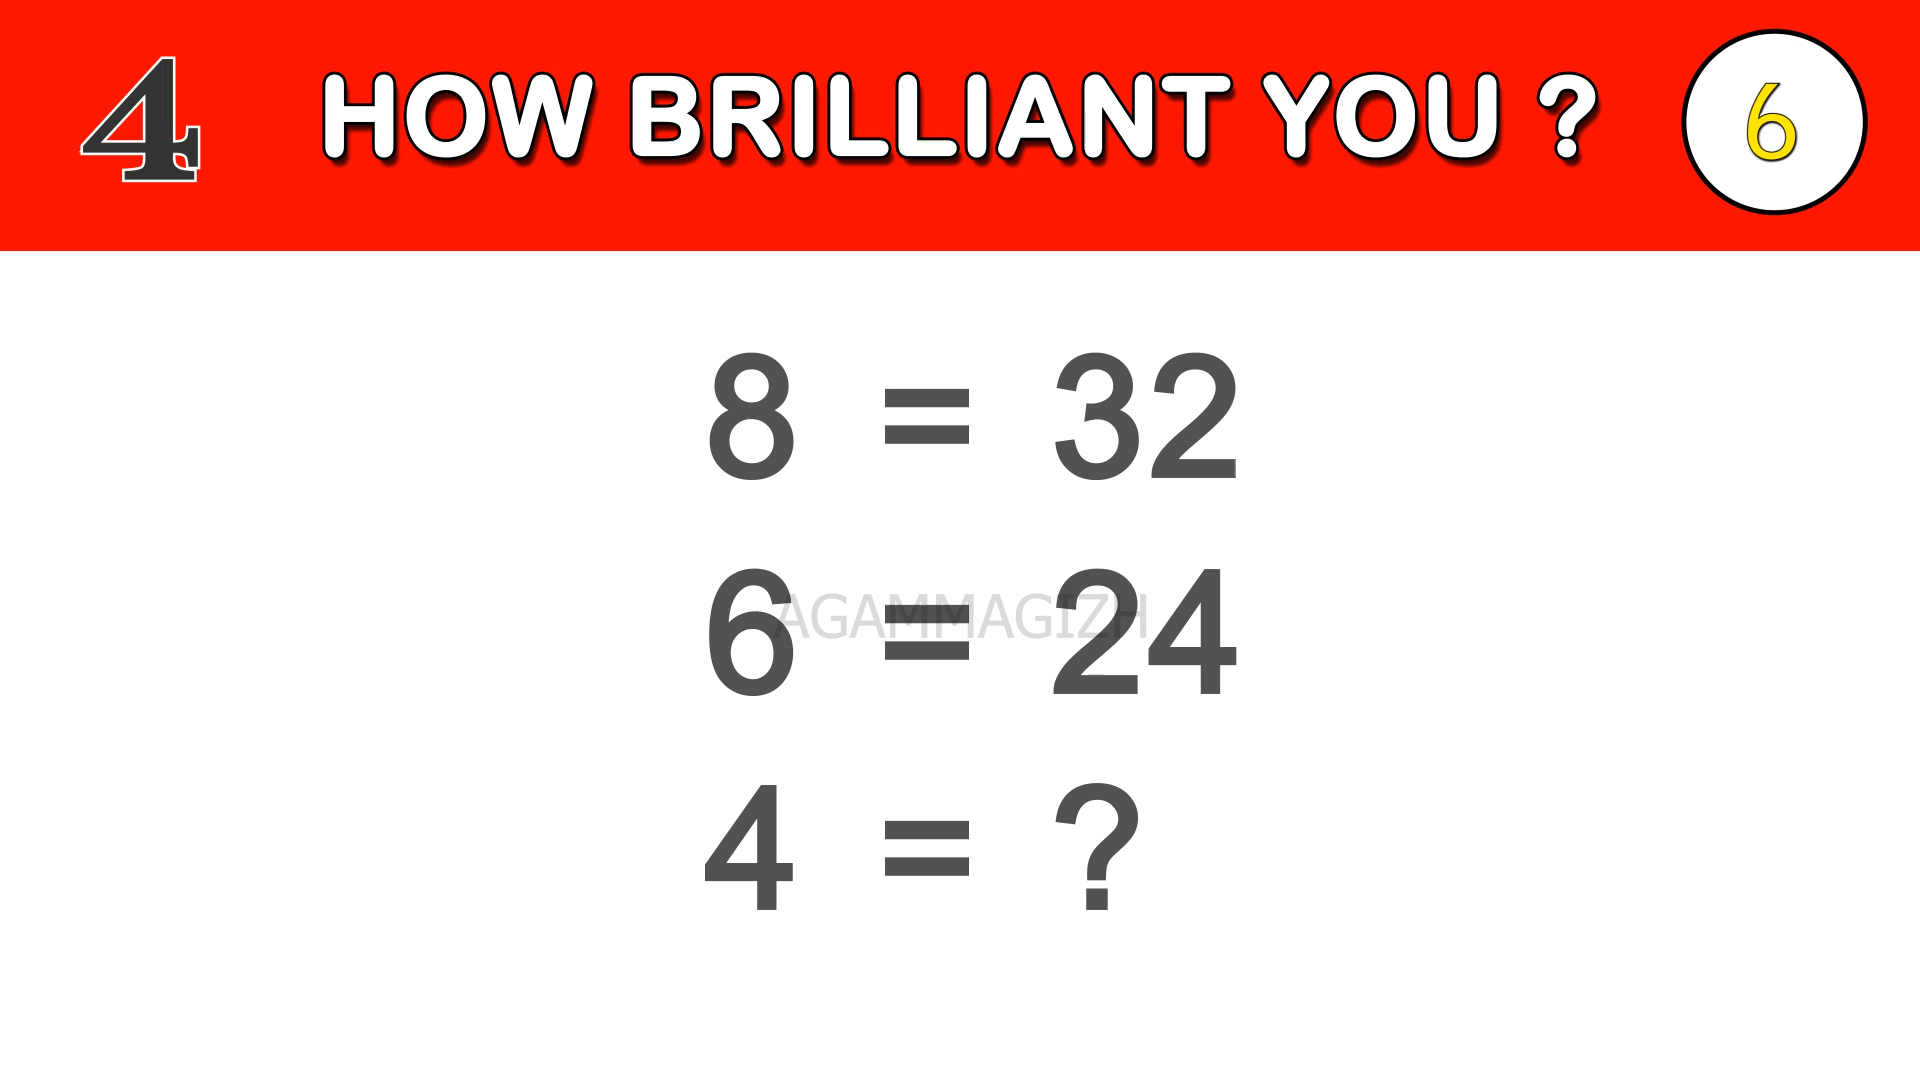 4 HOW BRILLIANT YOU ? 6
8 = 32
6 = 24
AGAMMAGIZH
4 = ?